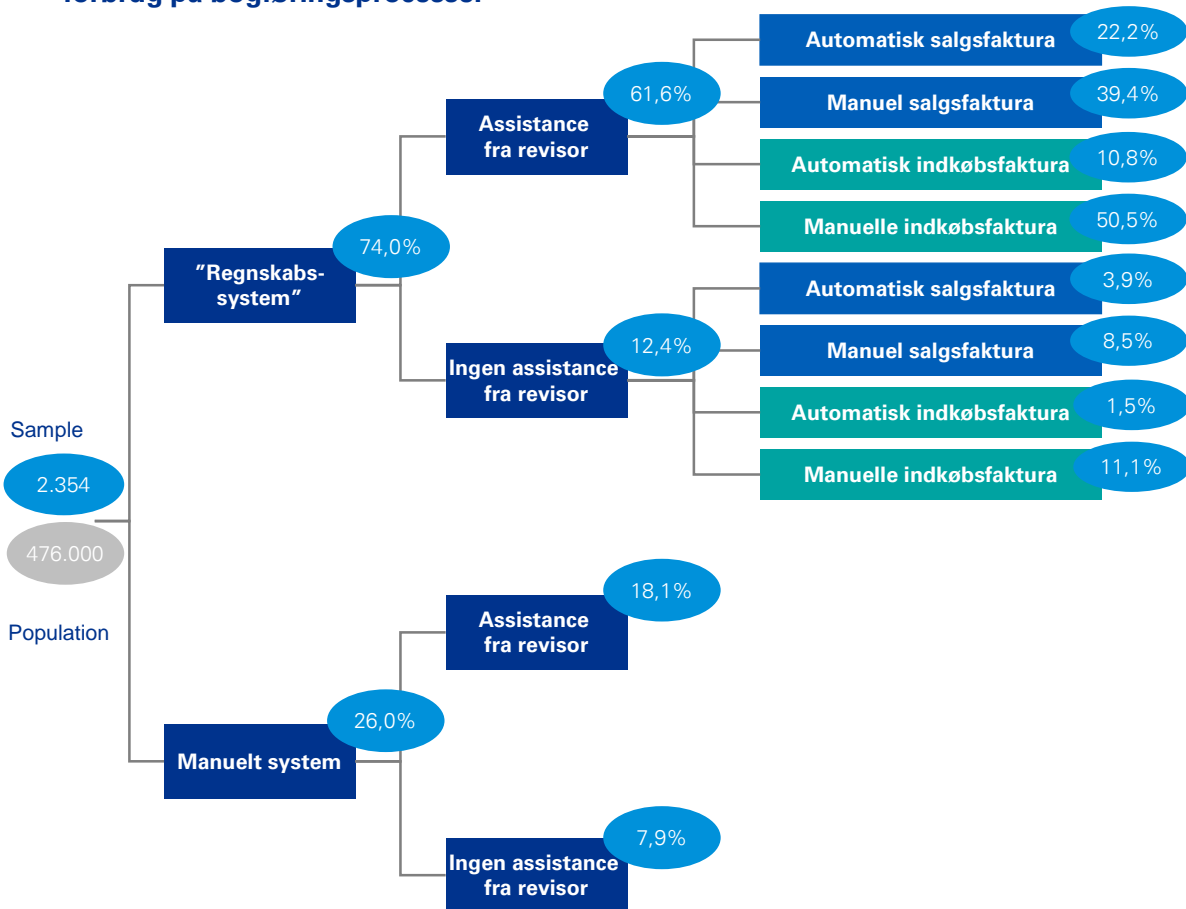 forbrug på bogføringsprocesser
Automatisk salgsfaktura
22,2%
61,6%
Manuel salgsfaktura
39,4%
Assistance
fra revisor
Automatisk indkøbsfaktura
10,8%
Manuelle indkøbsfaktura
50,5%
74,0%
"Regnskabs-
system"
Automatisk salgsfaktura
3,9%
12,4%
Manuel salgsfaktura
8,5%
Ingen assistance
fra revisor
Automatisk indkøbsfaktura
1,5%
Manuelle indkøbsfaktura
11,1%
Sample
2.354
476.000
Population
18,1%
Assistance
fra revisor
26,0%
Manuelt system
7,9%
Ingen assistance
fra revisor